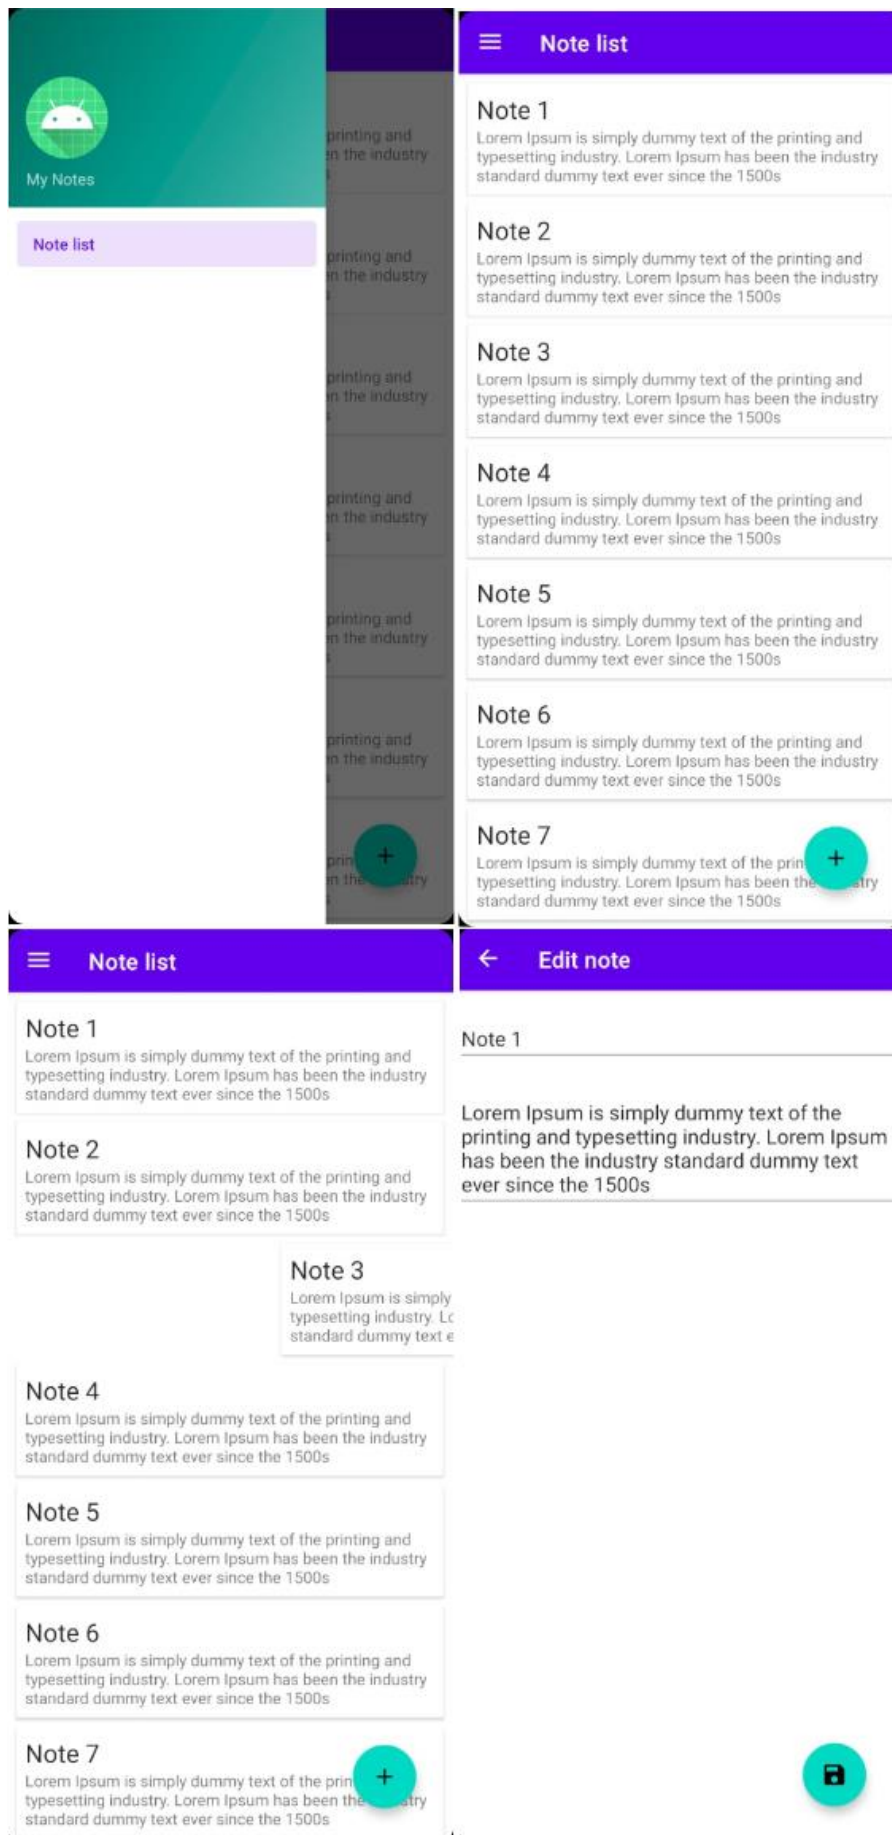 My Notes
Note list
printing and
n the industry
printing and
n the industry
printing and
n the industry
printing and
n the industry
printing and
n the industry
printing and
n the industry
prin
n the
stry
Note list
Note 1
Lorem Ipsum is simply dummy text of the printing and
typesetting industry. Lorem Ipsum has been the industry
standard dummy text ever since the 1500s
Note 2
Lorem Ipsum is simply dummy text of the printing and
typesetting industry. Lorem Ipsum has been the industry
standard dummy text ever since the 1500s
Note 3
Lorem Ipsum is simply dummy text of the printing and
typesetting industry. Lorem Ipsum has been the industry
standard dummy text ever since the 1500s
Note 4
Lorem Ipsum is simply dummy text of the printing and
typesetting industry. Lorem Ipsum has been the industry
standard dummy text ever since the 1500s
Note 5
Lorem Ipsum is simply dummy text of the printing and
typesetting industry. Lorem Ipsum has been the industry
standard dummy text ever since the 1500s
Note 6
Lorem Ipsum is simply dummy text of the printing and
typesetting industry. Lorem Ipsum has been the industry
standard dummy text ever since the 1500s
Note 7
Lorem Ipsum is simply dummy text of the prin
typesetting industry. Lorem Ipsum has been the stry
standard dummy text ever since the 1500s
Note list
Note 1
Lorem Ipsum is simply dummy text of the printing and
typesetting industry. Lorem Ipsum has been the industry
standard dummy text ever since the 1500s
Note 2
Lorem Ipsum is simply dummy text of the printing and
typesetting industry. Lorem Ipsum has been the industry
standard dummy text ever since the 1500s
Note 3
Lorem Ipsum is simply
typesetting industry. Lo
standard dummy text e
Note 4
Lorem Ipsum is simply dummy text of the printing and
typesetting industry. Lorem Ipsum has been the industry
standard dummy text ever since the 1500s
Note 5
Lorem Ipsum is simply dummy text of the printing and
typesetting industry. Lorem Ipsum has been the industry
standard dummy text ever since the 1500s
Note 6
Lorem Ipsum is simply dummy text of the printing and
typesetting industry. Lorem Ipsum has been the industry
standard dummy text ever since the 1500s
Note 7
Lorem Ipsum is simply dummy text of the prin
typesetting industry. Lorem Ipsum has been the stry
standard dummy text ever since the 1500s
Edit note
Note 1
Lorem Ipsum is simply dummy text of the
printing and typesetting industry. Lorem Ipsum
has been the industry standard dummy text
ever since the 1500s